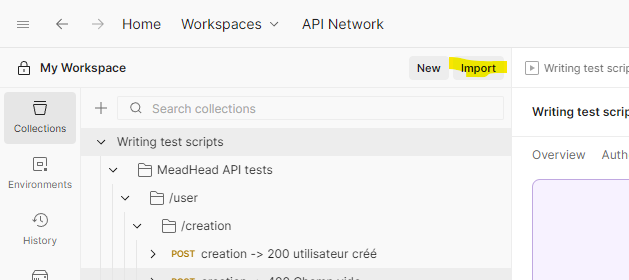 Home Workspaces API Network
My Workspace New Import Writing test scrip
Search collections
Collections Writing test scripts Writing test scrip
MeadHead API tests Overview Auth
Environments /user
/creation
History
POST creation -> 200 utilisateur créé